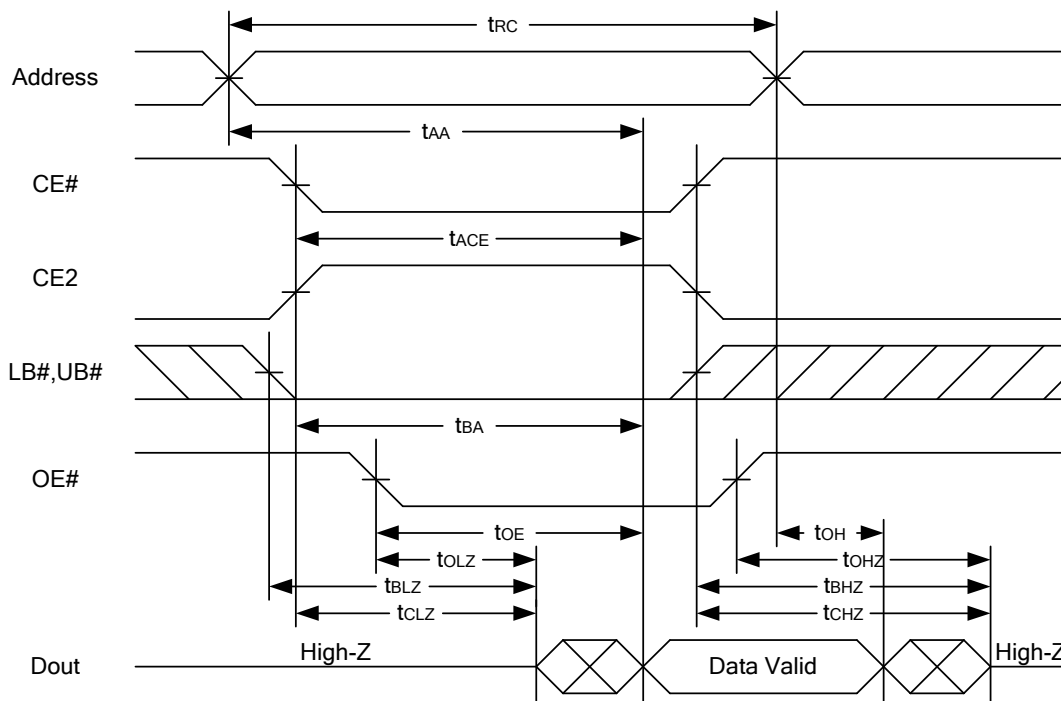 tRC
Address
tAA
CE#
tACE
CE2
LB#,UB#
tBA
OE#
tOE
tOH
tOLZ
tOHZ
tBLZ
tBHZ
tCLZ
tCHZ
Dout
High-Z
Data Valid
High-Z